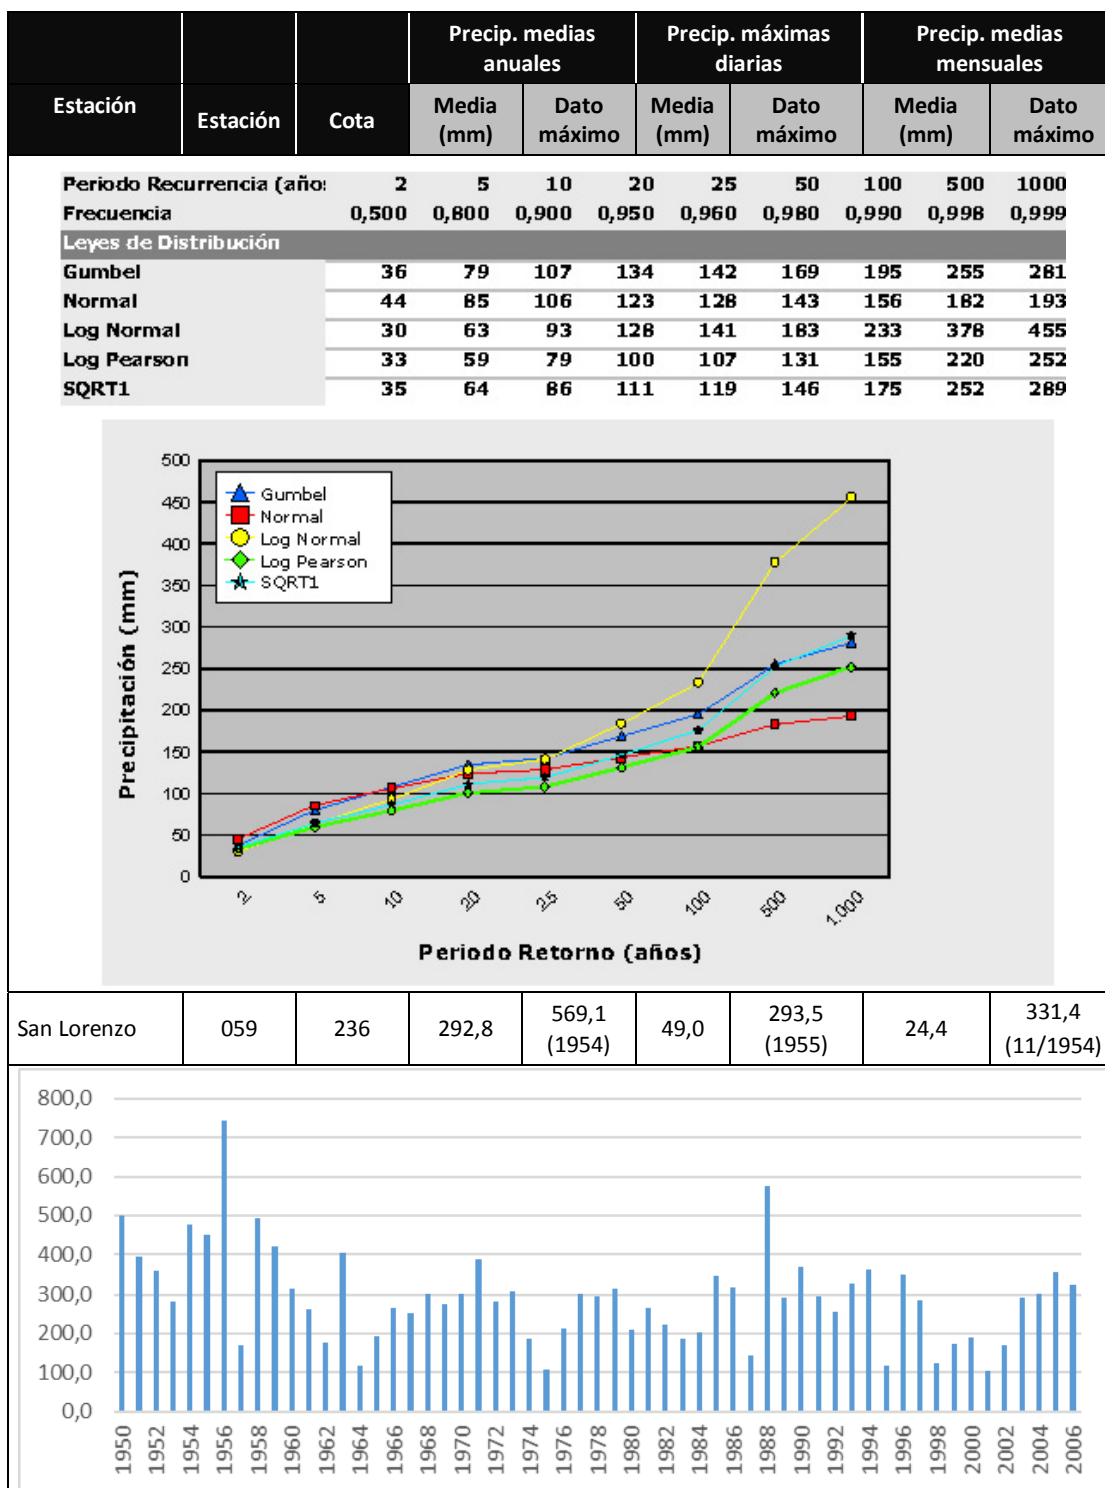 Precip. medias anuales Precip. máximas diarias Precip. medias mensuales
Estación Estación Cota Media (mm) Dato máximo Media (mm) Dato máximo Media (mm) Dato máximo
Periodo Recurrencia (año: 2 5 10 20 25 50 100 500 1000
Frecuencia 0,500 0,800 0,900 0,950 0,960 0,980 0,990 0,998 0,999
Leyes de Distribución
Gumbel 36 79 107 134 142 169 195 255 281
Normal 44 85 106 123 128 143 156 182 193
Log Normal 30 63 93 128 141 183 233 378 455
Log Pearson 33 59 79 100 107 131 155 220 252
SQRT1 35 64 86 111 119 146 175 252 289
500
450
400
350
300
250
200
150
100
50
0
Gumbel
Normal
Log Normal
Log Pearson
SQRT1
Precipitación (mm)
2 5 10 20 25 50 100 500 1.000
Periodo Retorno (años)
San Lorenzo 059 236 292,8 569,1 (1954) 49,0 293,5 (1955) 24,4 331,4 (11/1954)
800,0
700,0
600,0
500,0
400,0
300,0
200,0
100,0
0,0
1950 1952 1954 1956 1958 1960 1962 1964 1966 1968 1970 1972 1974 1976 1978 1980 1982 1984 1986 1988 1990 1992 1994 1996 1998 2000 2002 2004 2006